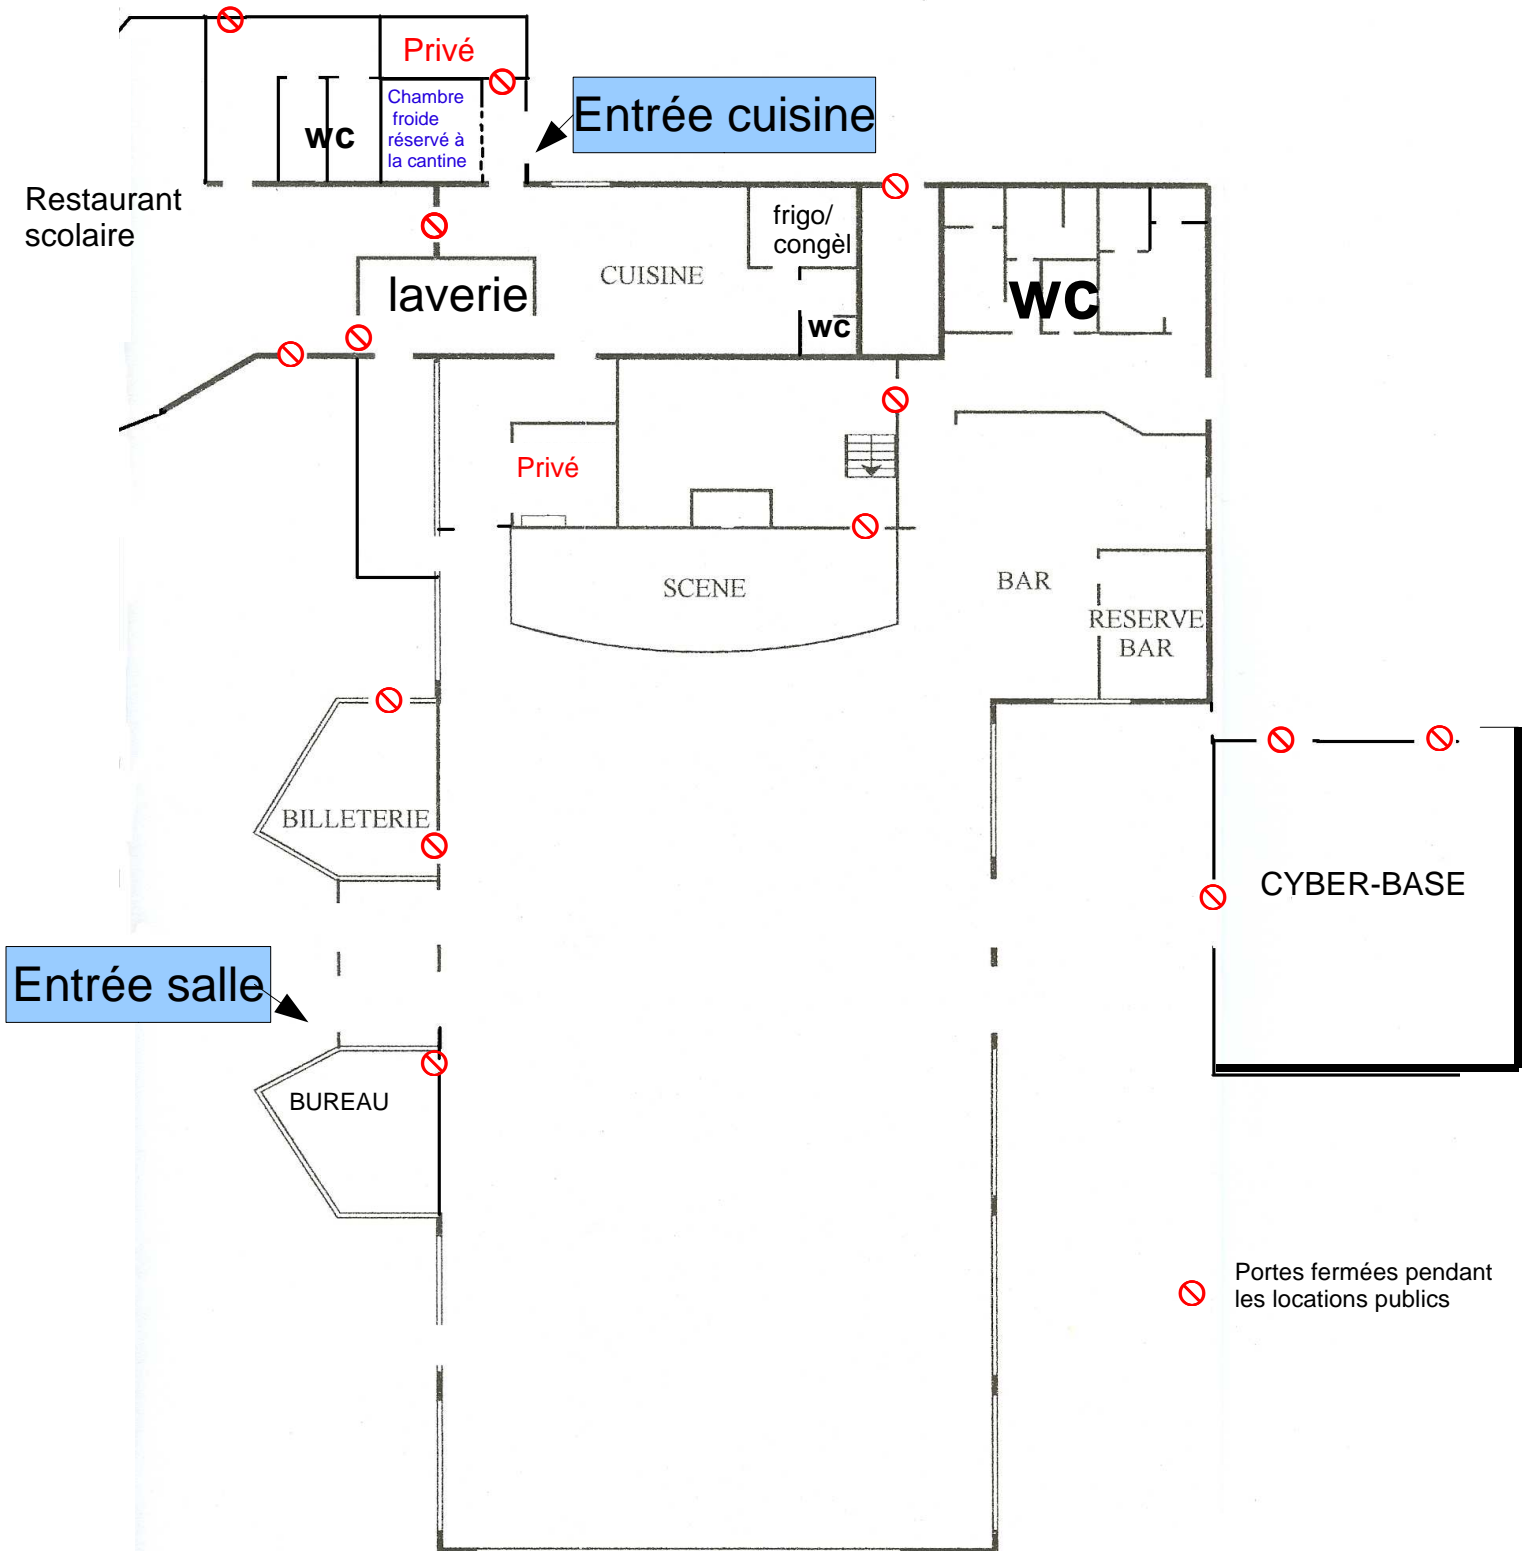 Privé
Chambre
froide
réservé à
la cantine
wc
Entrée cuisine
Restaurant
scolaire
frigo/
congèl
CUISINE
laverie
wc
wc
Privé
SCENE
BAR
RESERVE
BAR
BILLETERIE
CYBER-BASE
Entrée salle
BUREAU
Portes fermées pendant
les locations publics